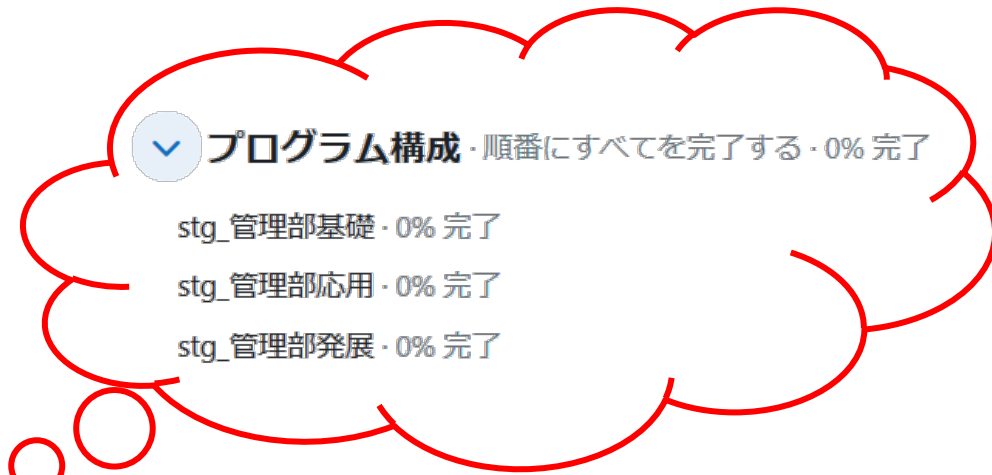 プログラム構成 · 順番にすべてを完了する · 0% 完了
stg_管理部基礎 · 0% 完了
stg_管理部応用 · 0% 完了
stg_管理部発展 · 0% 完了